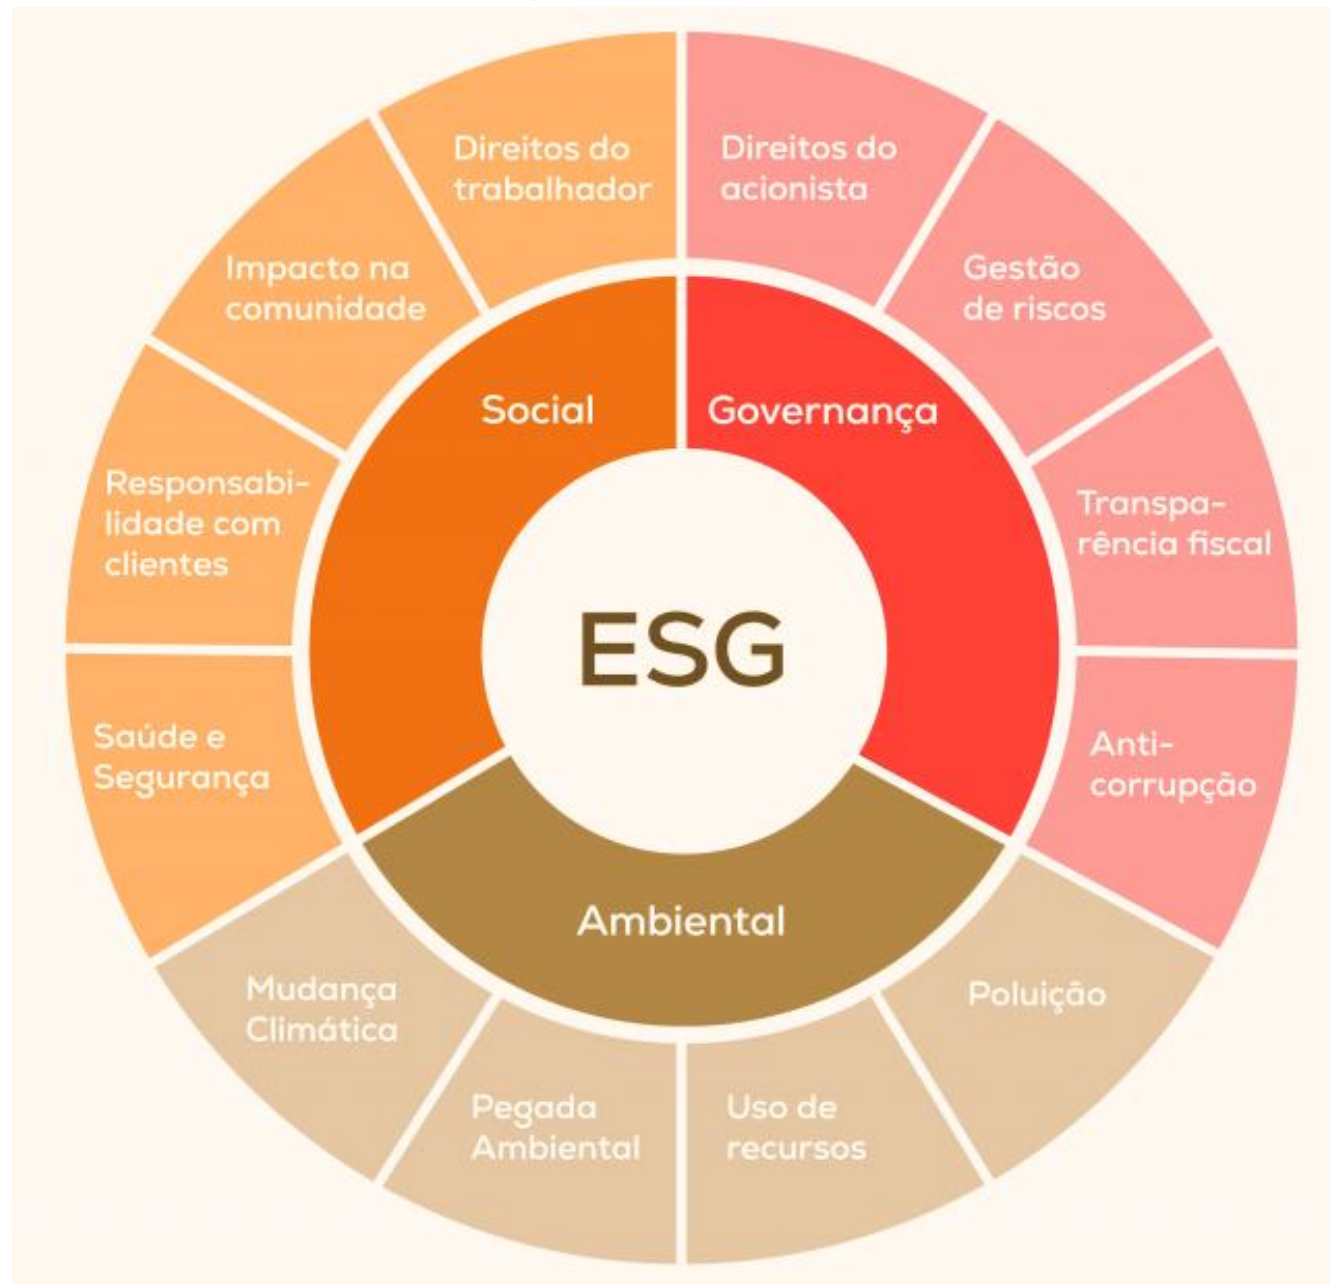 Direitos do
trabalhador
Direitos do
acionista
Impacto na
comunidade
Gestão
de riscos
Social
Governança
Responsabi-
lidade com
clientes
Transpa-
rência fiscal
ESG
Saúde e
Segurança
Anti-
corrupção
Ambiental
Mudança
Climática
Poluição
Pegada
Ambiental
Uso de
recursos